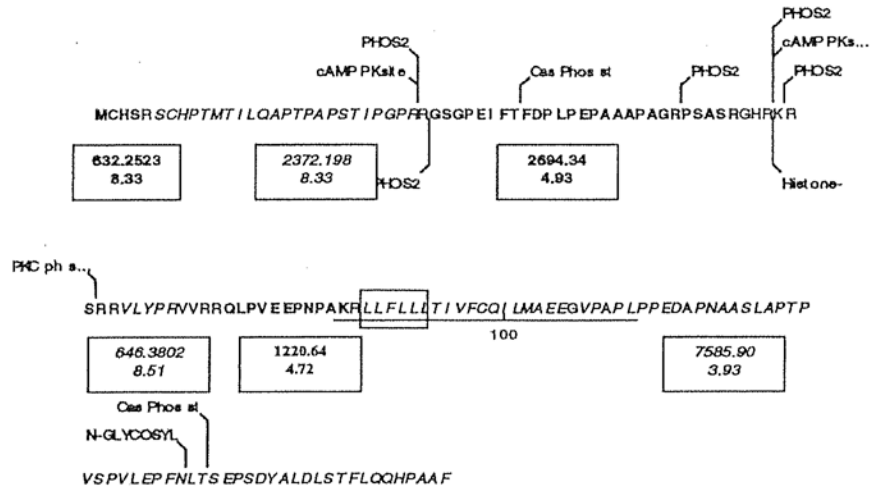 PHOS2
PHOS2 cAMP PKs...
cAMP PKsite Cas Phos st PHOS2 PHOS2
MCHSRSCHPTMTILQAPTPAPSTIPGPRRGSGPEIFTFDPLPEPAAAPAGRPSASRGHRKR
632.2523 2372.198 2694.34
8.33 8.33 PHOS2 4.93 Histone-
PKC ph s...
SRRVLYPRVVRRQLPVEEPNPAKRLLFLLLTIVFCQILMAEEGVPAPLPPEDAPNAASLAPTP
100
646.3802 1220.64 7585.90
8.51 4.72 3.93
Cas Phos st
N-GLYCOSYL
VSPVLEPFNLTSEPSDYALDLSTFLQQHPAAF